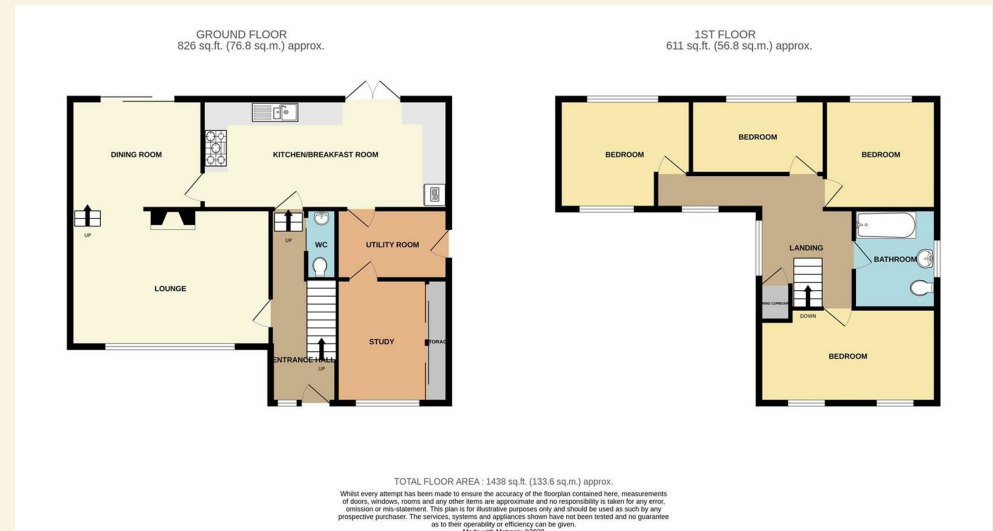 GROUND FLOOR
826 sq.ft. (76.8 sq.m.) approx.
1ST FLOOR
611 sq.ft. (56.8 sq.m.) approx.
DINING ROOM
KITCHEN/BREAKFAST ROOM
UP
UP
WC
UTILITY ROOM
LOUNGE
STUDY
STORAG
ENTRANCE HALL
UP
BEDROOM
BEDROOM
BEDROOM
LANDING
BATHROOM
CUPBOARD
DOWN
BEDROOM
TOTAL FLOOR AREA : 1438 sq.ft. (133.6 sq.m.) approx.
Whilst every attempt has been made to ensure the accuracy of the floorplan contained here, measurements
of doors, windows, rooms and any other items are approximate and no responsibility is taken for any error,
omission or mis-statement. This plan is for illustrative purposes only and should be used as such by any
prospective purchaser. The services, systems and appliances shown have not been tested and no guarantee
as to their operability or efficiency can be given.
Made with Metropix